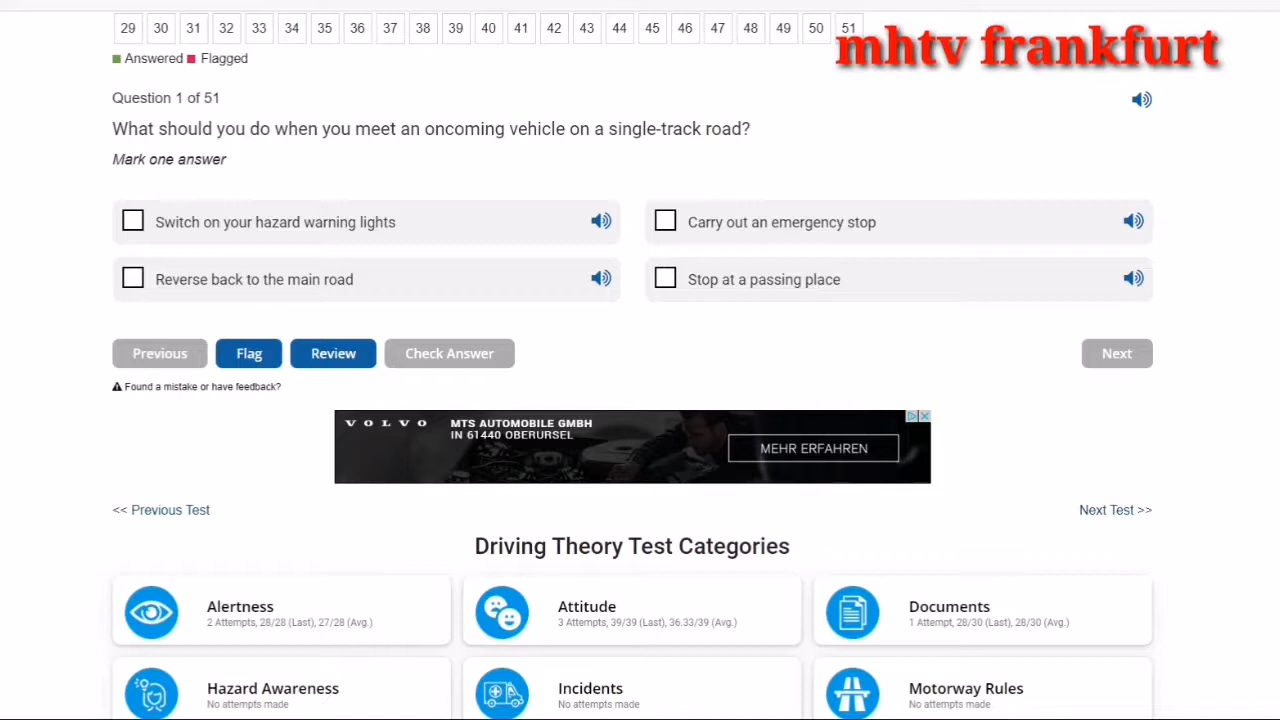 29 30 31 32 33 34 35 36 37 38 39 40 41 42 43 44 45 46 47 48 49 50 51
mhtv frankfurt
Answered Flagged
Question 1 of 51
What should you do when you meet an oncoming vehicle on a single-track road?
Mark one answer
Switch on your hazard warning lights
Carry out an emergency stop
Reverse back to the main road
Stop at a passing place
Previous Flag Review Check Answer Next
Found a mistake or have feedback?
VOLVO MTS AUTOMOBILE GMBH
IN 61440 OBERURSEL
MEHR ERFAHREN
<< Previous Test Next Test >>
Driving Theory Test Categories
Alertness
2 Attempts, 28/28 (Last), 27/28 (Avg.)
Attitude
3 Attempts, 39/39 (Last), 36.33/39 (Avg.)
Documents
1 Attempt, 28/30 (Last), 28/30 (Avg.)
Hazard Awareness
No attempts made
Incidents
No attempts made
Motorway Rules
No attempts made